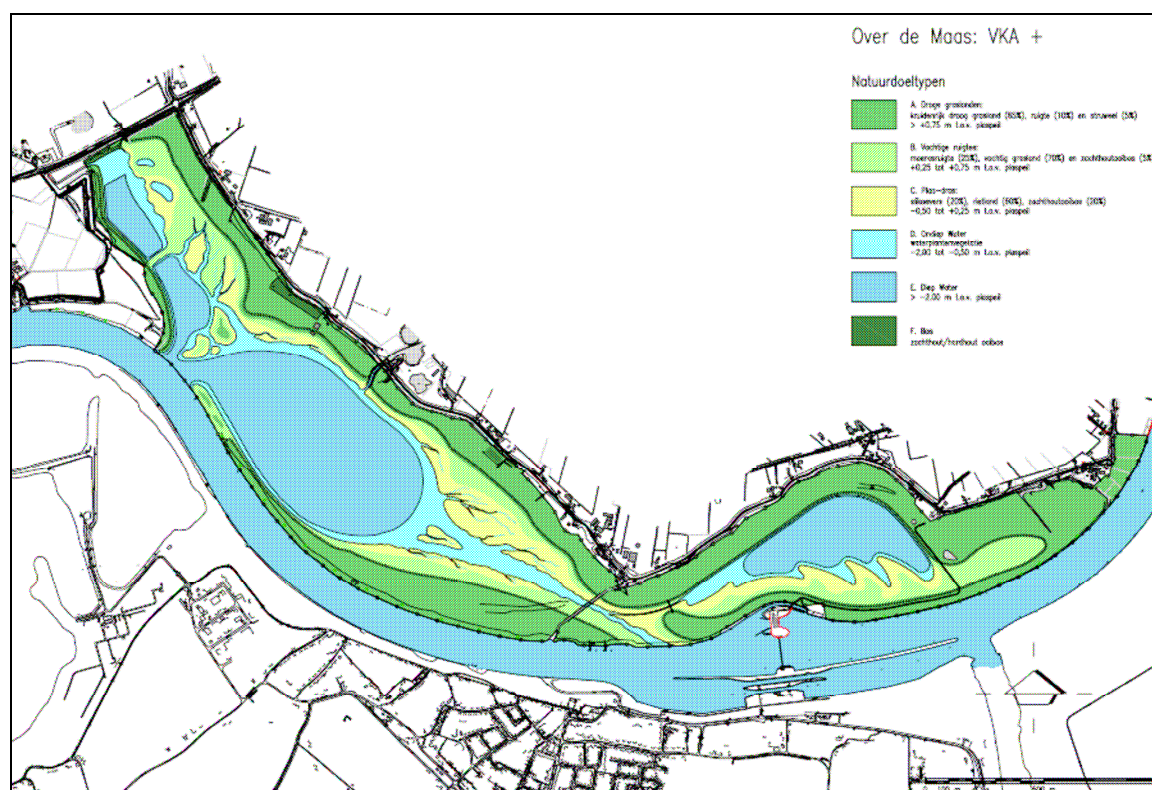 Over de Maas: VKA +
Natuurdoeltypen
A. Droge graslanden:
kruidenrijk droog grasland (85%), ruigte (10%) en struweel (5%)
> +0,75 m t.o.v. plaspeil
B. Vochtige ruigtes:
moerasruigte (25%), vochtig grasland (70%) en zachthoutooibos (5%
+0,25 tot +0,75 m t.o.v. plaspeil
C. Plas-dras:
slikoevers (20%), rietland (60%), zachthoutooibos (20%)
-0,50 tot +0,25 m t.o.v. plaspeil
D. Ondiep Water
waterplantenvegetatie
-2,00 tot -0,50 m t.o.v. plaspeil
E. Diep Water
> -2,00 m t.o.v. plaspeil
F. Bos
zachthout/hardhout ooibos
0 100 m 500 m